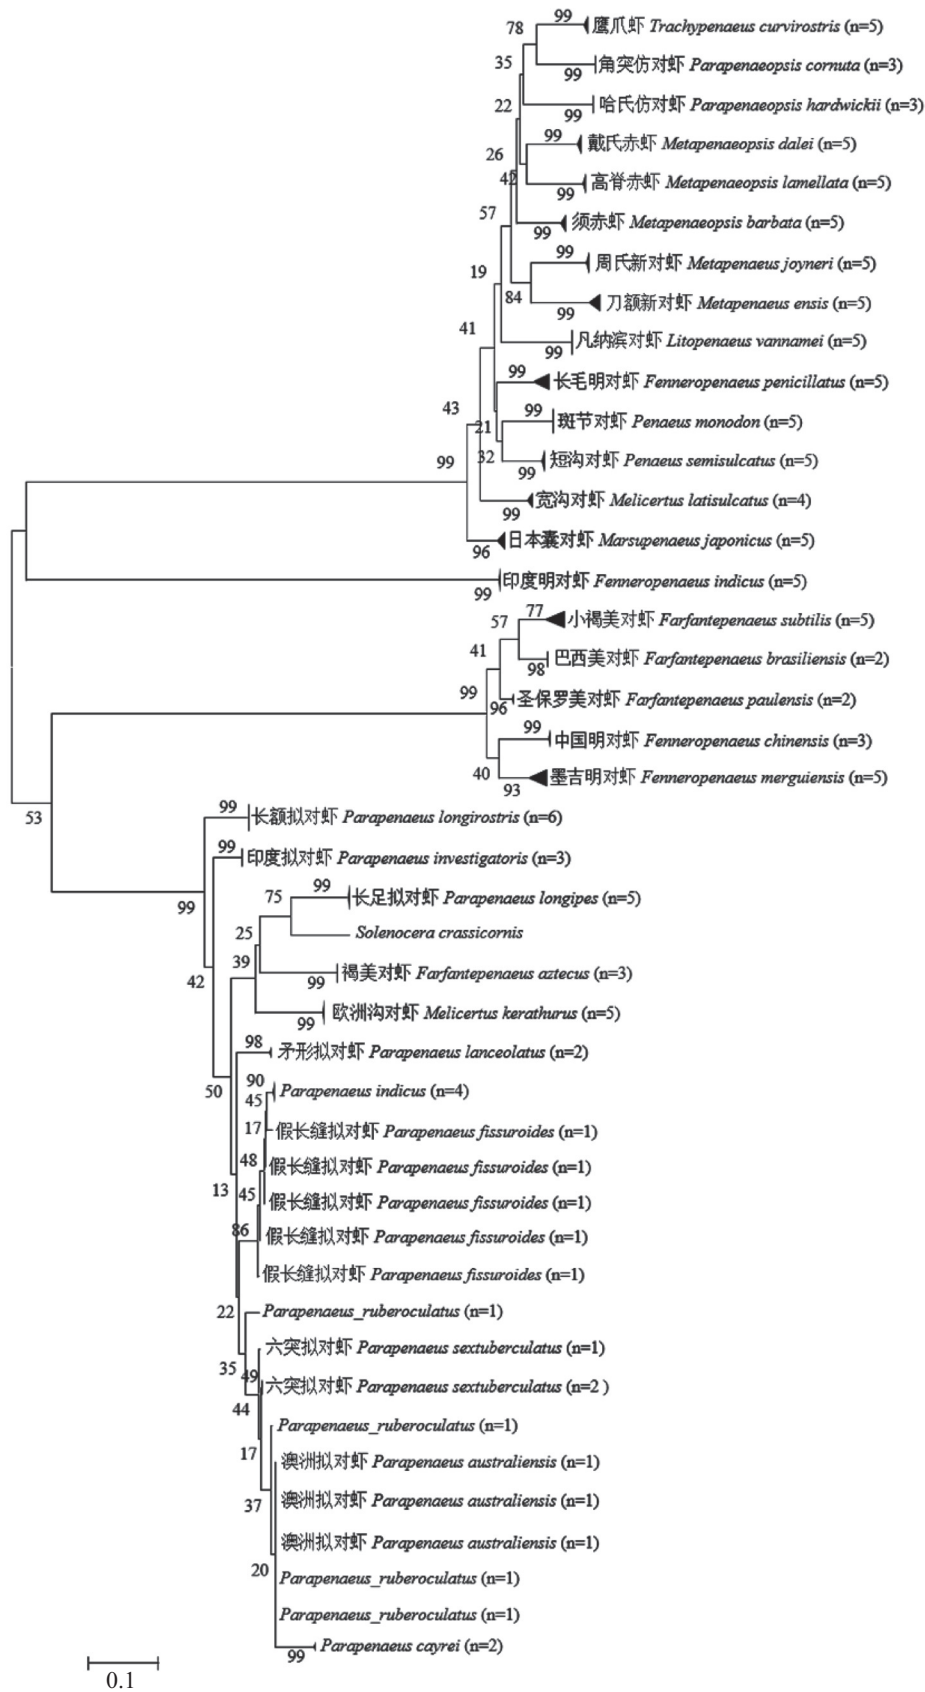 99
鹰爪虾 Trachypenaeus curvirostris (n=5)
78
35
99
角突仿对虾 Parapenaeopsis cornuta (n=3)
22
99
哈氏仿对虾 Parapenaeopsis hardwickii (n=3)
99
戴氏赤虾 Metapenaeopsis dalei (n=5)
26
42
99
高脊赤虾 Metapenaeopsis lamellata (n=5)
57
99
须赤虾 Metapenaeopsis barbata (n=5)
99
周氏新对虾 Metapenaeus joyneri (n=5)
19
84
99
刀额新对虾 Metapenaeus ensis (n=5)
41
99
凡纳滨对虾 Litopenaeus vannamei (n=5)
99
长毛明对虾 Fenneropenaeus penicillatus (n=5)
43
21
99
斑节对虾 Penaeus monodon (n=5)
99
32
99
短沟对虾 Penaeus semisulcatus (n=5)
99
宽沟对虾 Melicertus latisulcatus (n=4)
96
日本囊对虾 Marsupenaeus japonicus (n=5)
99
印度明对虾 Fenneropenaeus indicus (n=5)
57
77
小褐美对虾 Farfantepenaeus subtilis (n=5)
41
98
巴西美对虾 Farfantepenaeus brasiliensis (n=2)
99
96
圣保罗美对虾 Farfantepenaeus paulensis (n=2)
99
中国明对虾 Fenneropenaeus chinensis (n=3)
40
93
墨吉明对虾 Fenneropenaeus merguiensis (n=5)
53
99
长额拟对虾 Parapenaeus longirostris (n=6)
99
印度拟对虾 Parapenaeus investigatoris (n=3)
99
75
99
长足拟对虾 Parapenaeus longipes (n=5)
25
Solenocera crassicornis
42
39
99
褐美对虾 Farfantepenaeus aztecus (n=3)
99
欧洲沟对虾 Melicertus kerathurus (n=5)
98
矛形拟对虾 Parapenaeus lanceolatus (n=2)
50
90
45
Parapenaeus indicus (n=4)
17
假长缝拟对虾 Parapenaeus fissuroides (n=1)
48
假长缝拟对虾 Parapenaeus fissuroides (n=1)
13
45
假长缝拟对虾 Parapenaeus fissuroides (n=1)
86
假长缝拟对虾 Parapenaeus fissuroides (n=1)
假长缝拟对虾 Parapenaeus fissuroides (n=1)
22
Parapenaeus_ruberoculatus (n=1)
六突拟对虾 Parapenaeus sextuberculatus (n=1)
35
49
六突拟对虾 Parapenaeus sextuberculatus (n=2 )
44
Parapenaeus_ruberoculatus (n=1)
17
澳洲拟对虾 Parapenaeus australiensis (n=1)
37
澳洲拟对虾 Parapenaeus australiensis (n=1)
澳洲拟对虾 Parapenaeus australiensis (n=1)
20
Parapenaeus_ruberoculatus (n=1)
Parapenaeus_ruberoculatus (n=1)
99
Parapenaeus cayrei (n=2)
0.1